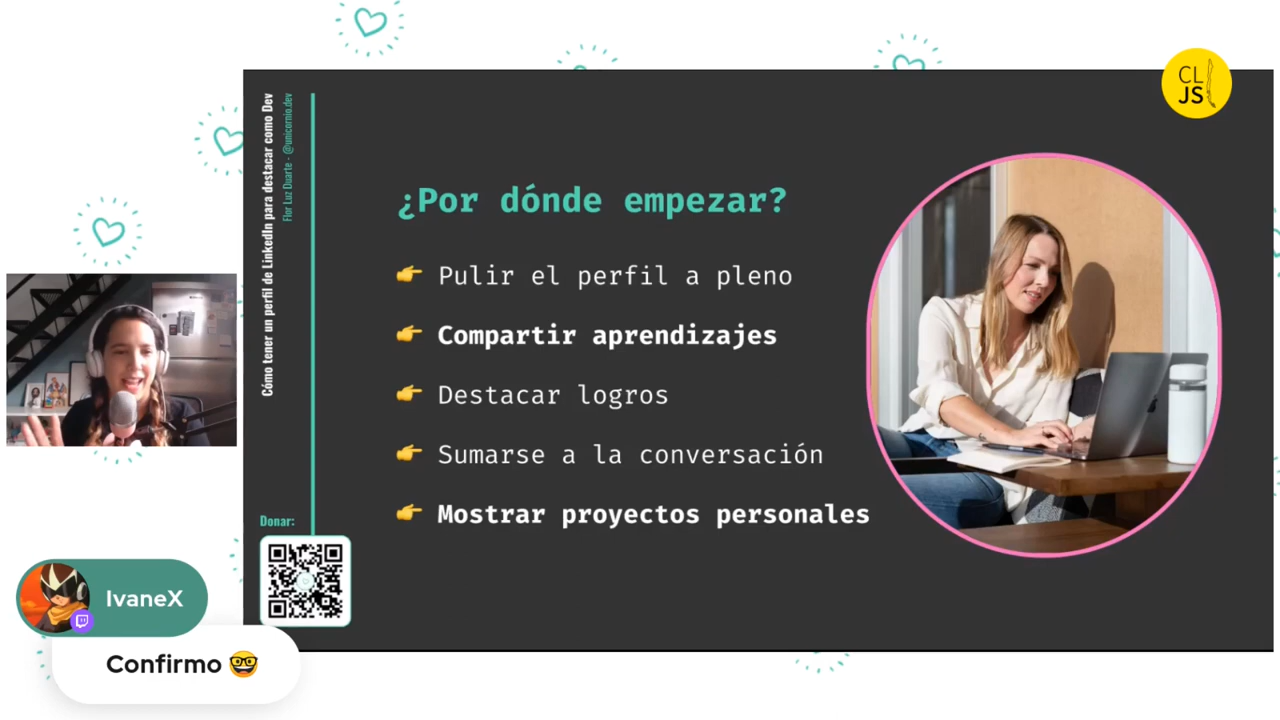 CL
JS
Cómo tener un perfil de LinkedIn para destacar como Dev
Flor Luz Duarte - @unicornio.dev
¿Por dónde empezar?
👉 Pulir el perfil a pleno
👉 Compartir aprendizajes
👉 Destacar logros
👉 Sumarse a la conversación
👉 Mostrar proyectos personales
Donar:
IvaneX
Confirmo 🤓